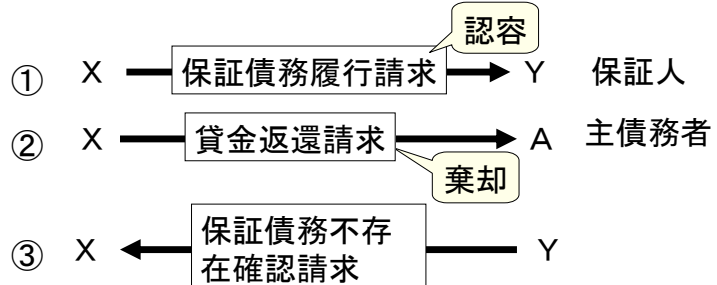 認容
① X 保証債務履行請求 Y 保証人
② X 貸金返還請求 A 主債務者
棄却
③ X 保証債務不存在確認請求 Y